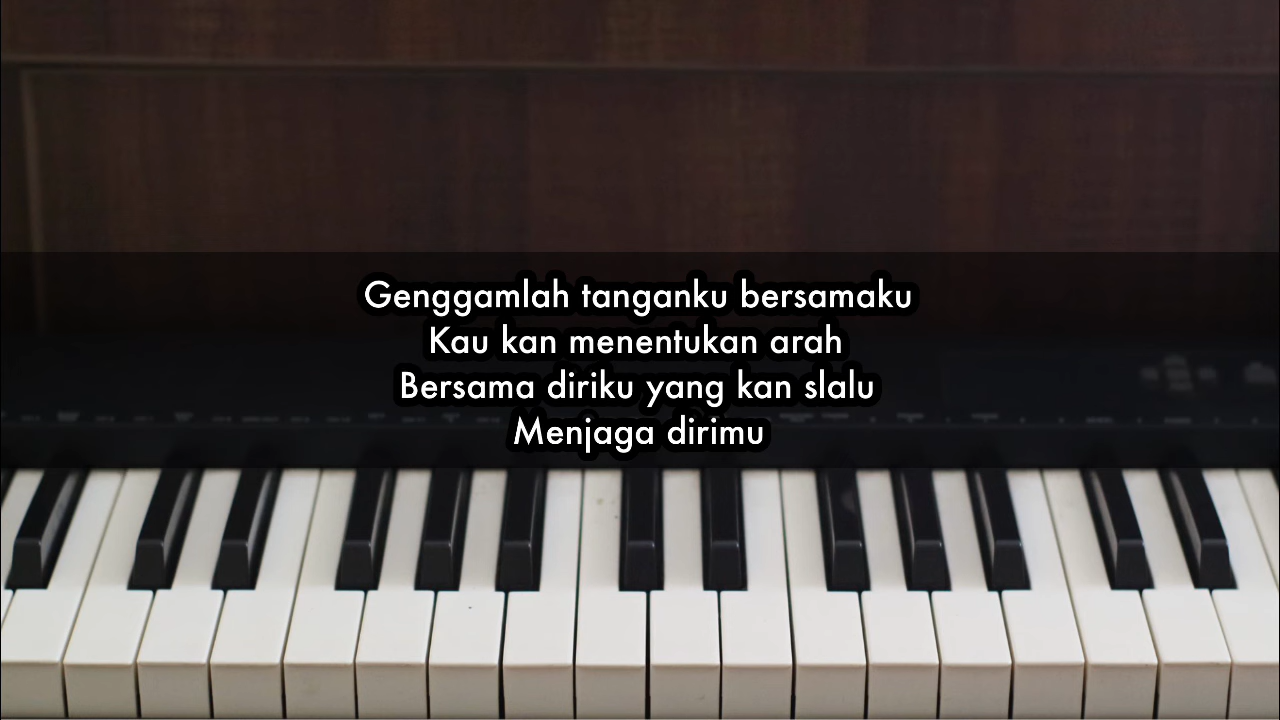 Genggamlah tanganku bersamaku
Kau kan menentukan arah
Bersama diriku yang kan slalu
Menjaga dirimu